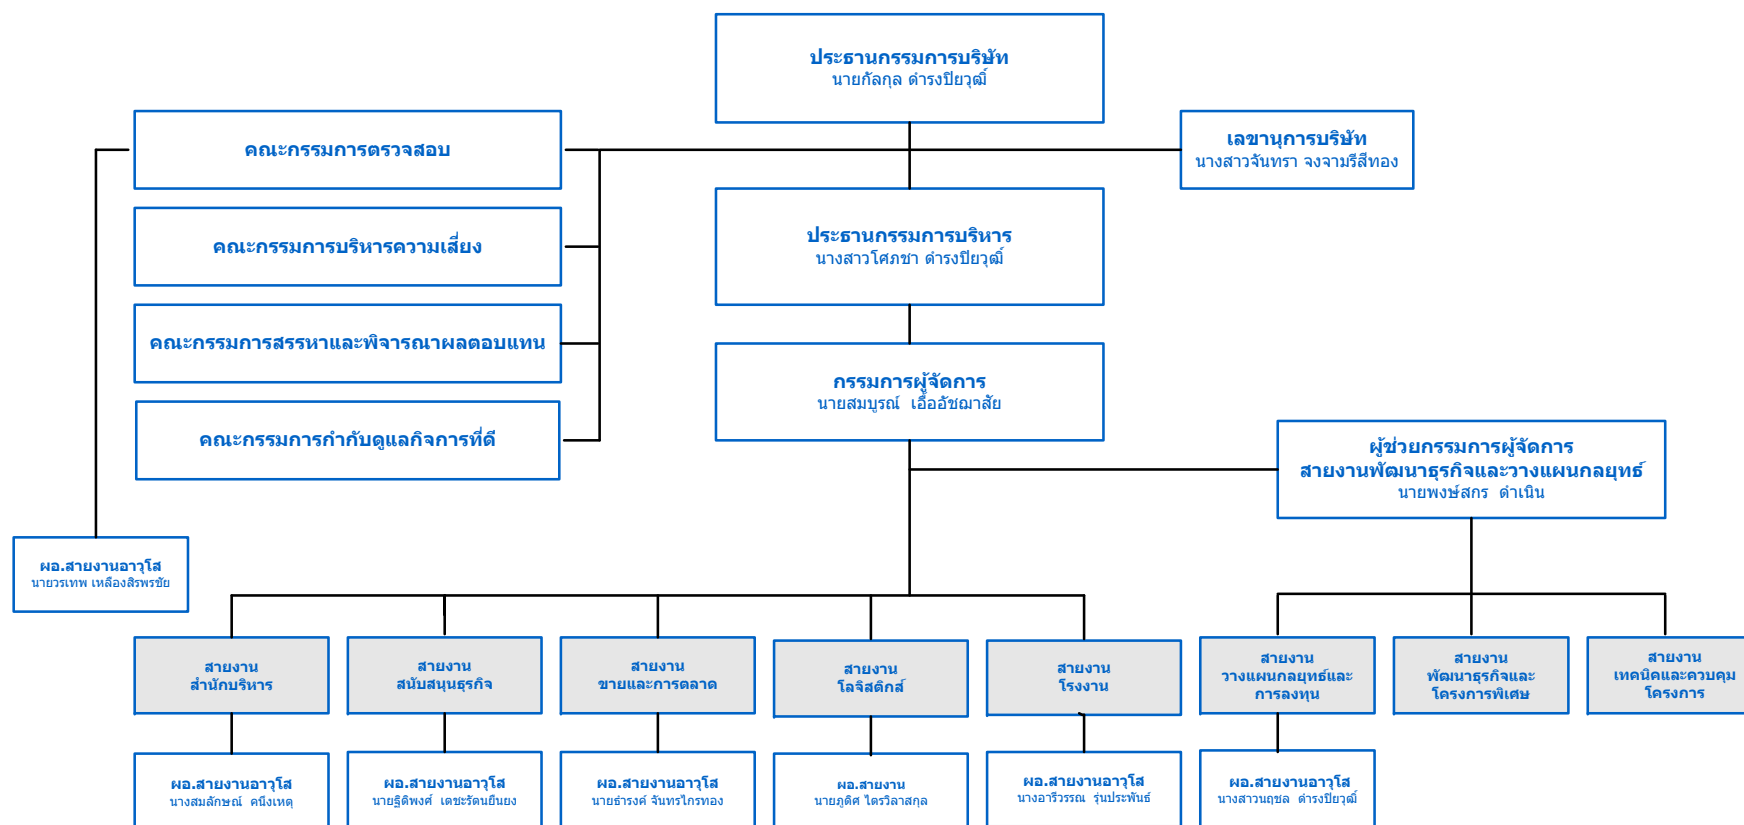 ประธานกรรมการบริษัท
นายกัลกุล ดำรงปิยวุฒิ์
คณะกรรมการตรวจสอบ
เลขานุการบริษัท
นางสาวจันทรา จงจามรีสีทอง
คณะกรรมการบริหารความเสี่ยง
ประธานกรรมการบริหาร
นางสาวโศภชา ดำรงปิยวุฒิ์
คณะกรรมการสรรหาและพิจารณาผลตอบแทน
กรรมการผู้จัดการ
นายสมบูรณ์ เอื้ออัชฌาสัย
คณะกรรมการกำกับดูแลกิจการที่ดี
ผู้ช่วยกรรมการผู้จัดการ
สายงานพัฒนาธุรกิจและวางแผนกลยุทธ์
นายพงษ์สกร ดำเนิน
ผอ.สายงานอาวุโส
นายวรเทพ เหลืองสิรพรชัย
สายงาน
สำนักบริหาร
สายงาน
สนับสนุนธุรกิจ
สายงาน
ขายและการตลาด
สายงาน
โลจิสติกส์
สายงาน
โรงงาน
สายงาน
วางแผนกลยุทธ์และ
การลงทุน
สายงาน
พัฒนาธุรกิจและ
โครงการพิเศษ
สายงาน
เทคนิคและควบคุม
โครงการ
ผอ.สายงานอาวุโส
นางสมลักษณ์ คนึงเหตุ
ผอ.สายงานอาวุโส
นายฐิติพงศ์ เตชะรัตนยืนยง
ผอ.สายงานอาวุโส
นายธำรงค์ จันทรไกรทอง
ผอ.สายงาน
นายภูดิศ ไตรวิลาสกุล
ผอ.สายงานอาวุโส
นางอารีวรรณ รุ่นประพันธ์
ผอ.สายงานอาวุโส
นางสาวนฤชล ดำรงปิยวุฒิ์